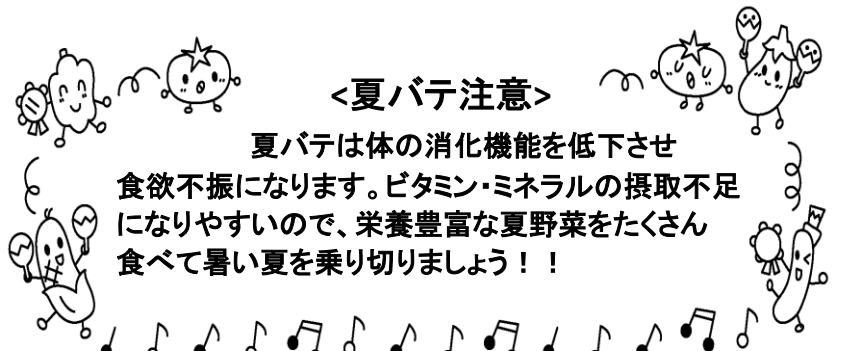 <夏バテ注意>
夏バテは体の消化機能を低下させ
食欲不振になります。ビタミン・ミネラルの摂取不足
になりやすいので、栄養豊富な夏野菜をたくさん
食べて暑い夏を乗り切りましょう！！